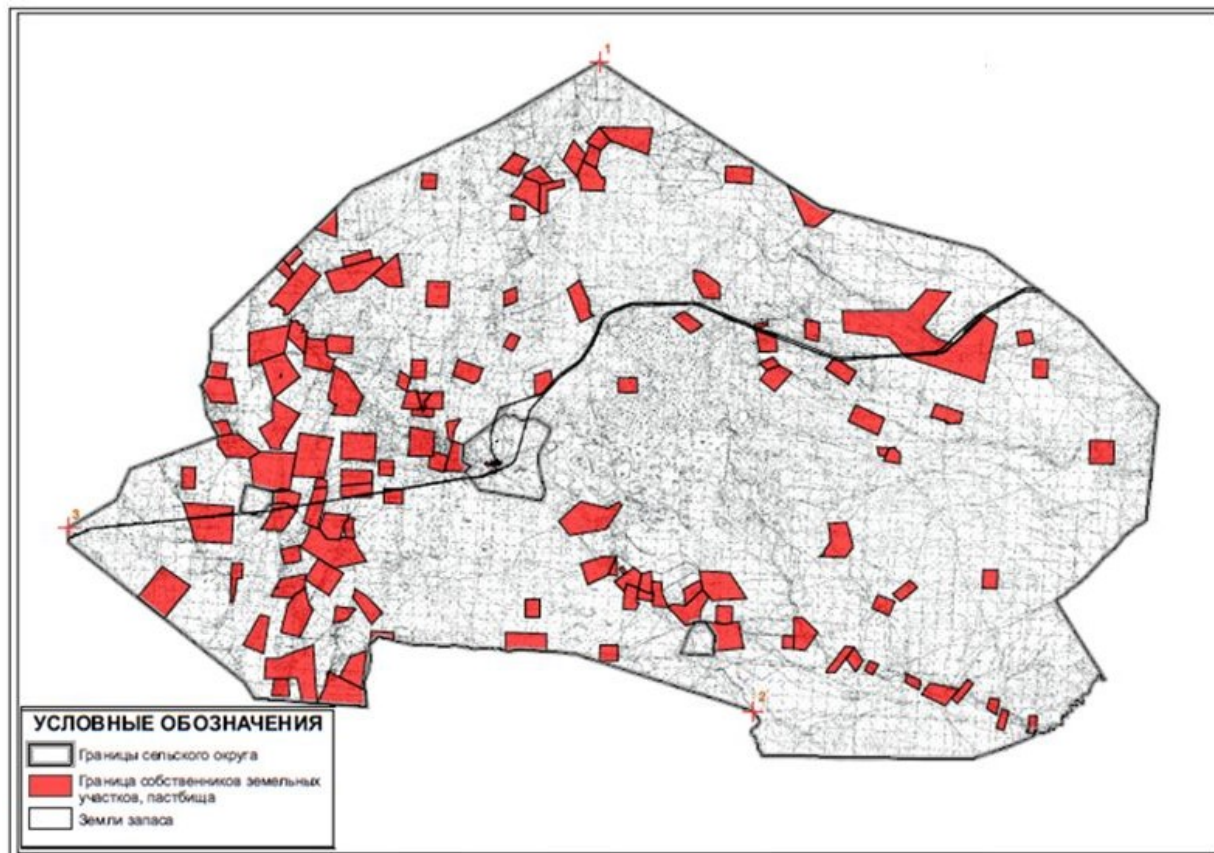 1
3
2
УСЛОВНЫЕ ОБОЗНАЧЕНИЯ
Границы сельского округа
Граница собственников земельных
участков, пастбища
Земли запаса